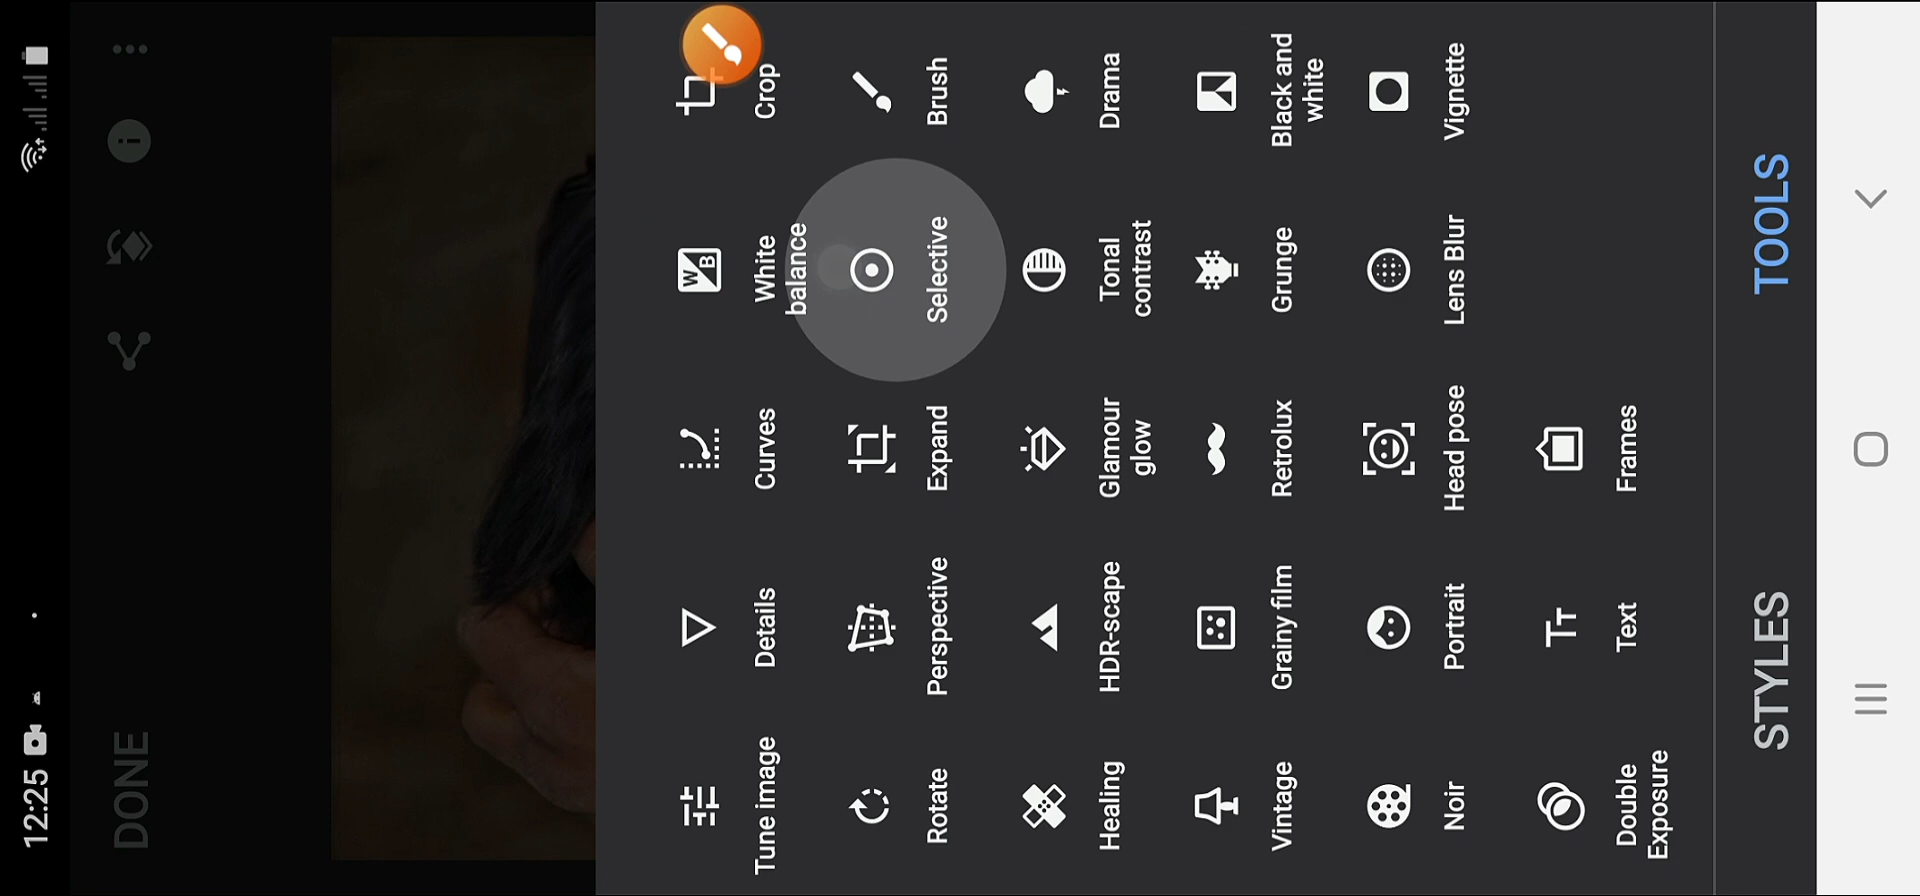 12:25
DONE
Tune image
Details
Curves
White
balance
Crop
Rotate
Perspective
Expand
Selective
Brush
Healing
HDR-scape
Glamour
glow
Tonal
contrast
Drama
Vintage
Grainy film
Retrolux
Grunge
Black and
white
Noir
Portrait
Head pose
Lens Blur
Vignette
Double
Exposure
Text
Frames
STYLES
TOOLS